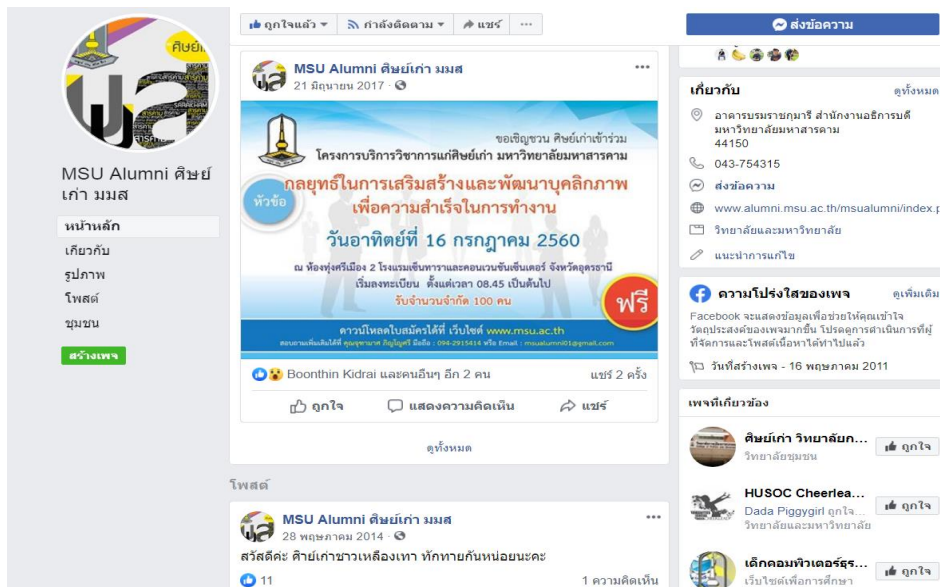 ศิษย์เ
MSU Alumni ศิษย์
เก่า มมส
หน้าหลัก
เกี่ยวกับ
รูปภาพ
โพสต์
ชุมชน
สร้างเพจ
ถูกใจแล้ว
กำลังติดตาม
แชร์
MSU Alumni ศิษย์เก่า มมส
21 มิถุนายน 2017
ขอเชิญชวน ศิษย์เก่าเข้าร่วม
โครงการบริการวิชาการแก่ศิษย์เก่า มหาวิทยาลัยมหาสารคาม
หัวข้อ
กลยุทธ์ในการเสริมสร้างและพัฒนาบุคลิกภาพ
เพื่อความสำเร็จในการทำงาน
วันอาทิตย์ที่ 16 กรกฎาคม 2560
ณ ห้องทุ่งศรีเมือง 2 โรงแรมเซ็นทาราและคอนเวนชันเซ็นเตอร์ จังหวัดอุดรธานี
เริ่มลงทะเบียน ตั้งแต่เวลา 08.45 เป็นต้นไป
รับจำนวนจำกัด 100 คน
ฟรี
ดาวน์โหลดใบสมัครได้ที่ เว็บไซต์ www.msu.ac.th
สอบถามเพิ่มเติมได้ที่ มือถือ : 094-2915414 หรือ Email : msualumni01@gmail.com
Boonthin Kidrai และคนอื่นๆ อีก 2 คน
แชร์ 2 ครั้ง
ถูกใจ
แสดงความคิดเห็น
แชร์
ดูทั้งหมด
โพสต์
MSU Alumni ศิษย์เก่า มมส
28 พฤษภาคม 2014
สวัสดีค่ะ ศิาย์เก่าชาวเหลืองเทา ทักทายกันหน่อยนะคะ
11
1 ความคิดเห็น
ส่งข้อความ
เกี่ยวกับ
ดูทั้งหมด
อาคารบรมราชกุมารี สำนักงานอธิการบดี
มหาวิทยาลัยมหาสารคาม
44150
043-754315
ส่งข้อความ
www.alumni.msu.ac.th/msualumni/index.p
วิทยาลัยและมหาวิทยาลัย
แนะนำการแก้ไข
ความโปร่งใสของเพจ
ดูเพิ่มเติม
Facebook จะแสดงข้อมูลเพื่อช่วยให้คุณเข้าใจ
วัตถุประสงค์ของเพจมากขึ้น โปรดดูการดำเนินการที่ผู้
ที่จัดการและโพสต์เนื้อหาได้ทำไปแล้ว
วันที่สร้างเพจ - 16 พฤษภาคม 2011
เพจที่เกี่ยวข้อง
ศิษย์เก่า วิทยาลัยก...
วิทยาลัยชุมชน
ถูกใจ
HUSOC Cheerlea...
Dada Piggygirl ถูกใจ...
วิทยาลัยและมหาวิทยาลัย
ถูกใจ
เด็กคอมพิวเตอร์ธุร...
เว็บไซต์เพื่อการศึกษา
ถูกใจ